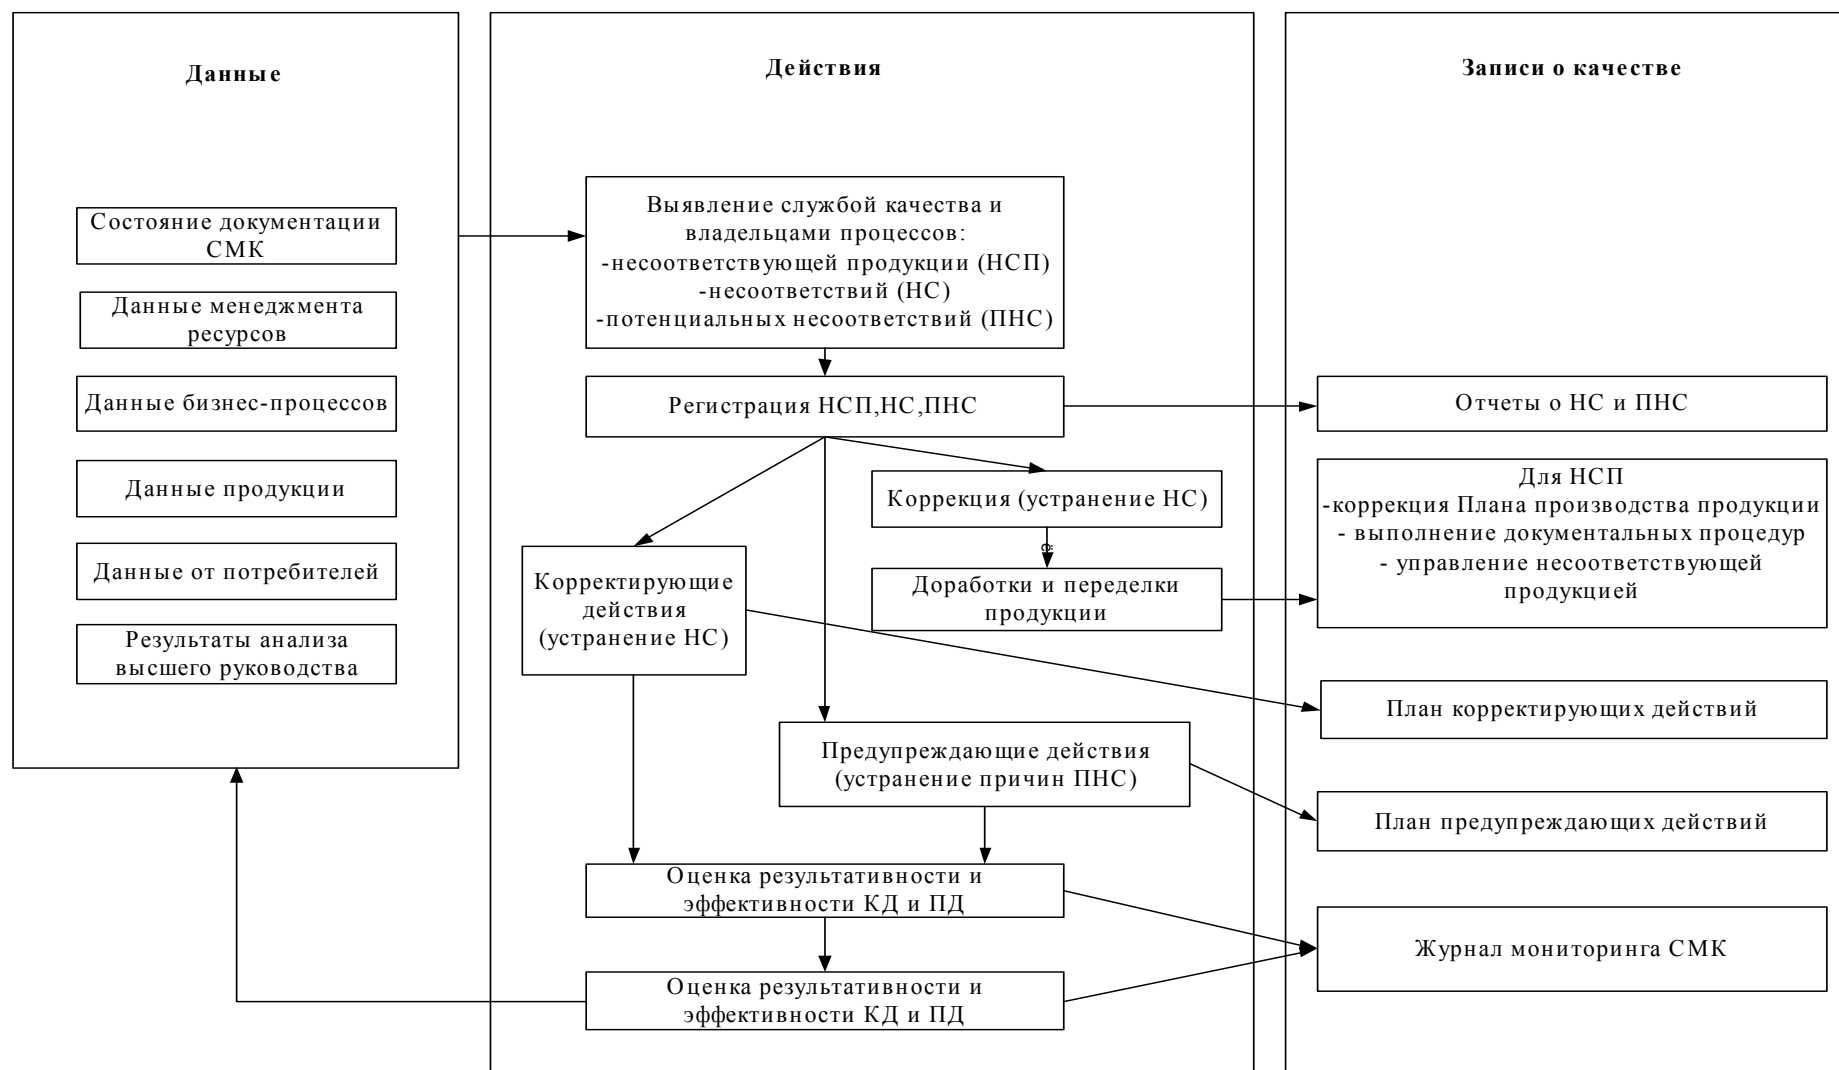 Данные
Состояние документации
СМК
Данные менеджмента
ресурсов
Данные бизнес-процессов
Данные продукции
Данные от потребителей
Результаты анализа
высшего руководства
Действия
Выявление службой качества и
владельцами процессов:
-несоответствующей продукции (НСП)
-несоответствий (НС)
-потенциальных несоответствий (ПНС)
Регистрация НСП,НС,ПНС
Коррекция (устранение НС)
ё
Доработки и переделки
продукции
Корректирующие
действия
(устранение НС)
Предупреждающие действия
(устранение причин ПНС)
Оценка результативности и
эффективности КД и ПД
Оценка результативности и
эффективности КД и ПД
Записи о качестве
Отчеты о НС и ПНС
Для НСП
-коррекция Плана производства продукции
- выполнение документальных процедур
- управление несоответствующей
продукцией
План корректирующих действий
План предупреждающих действий
Журнал мониторинга СМК